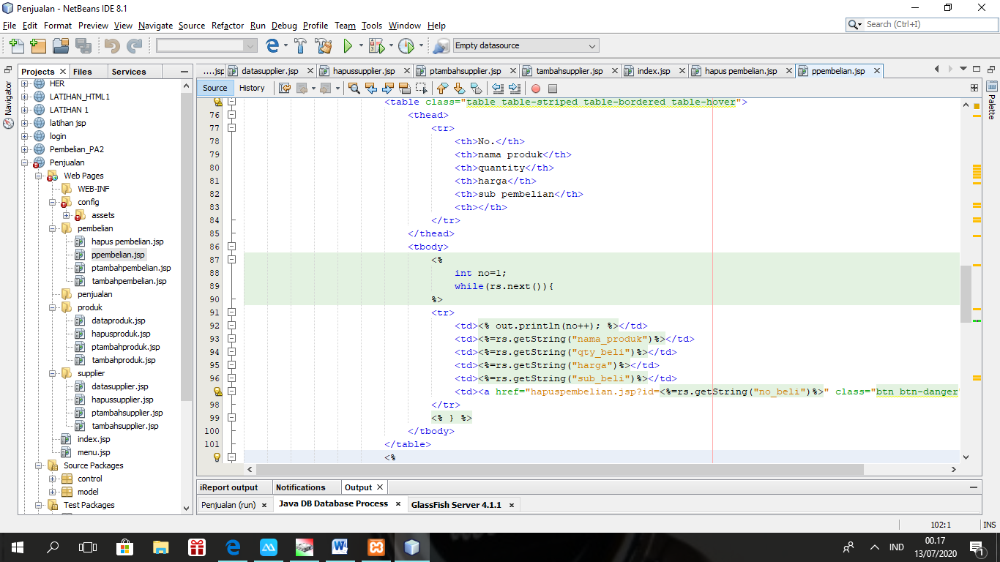 Penjualan - NetBeans IDE 8.1
File Edit Format Preview View Navigate Source Refactor Run Debug Profile Team Tools Window Help
Search (Ctrl+I)
Empty datasource
Projects Files Services
....jsp datasupplier.jsp hapussupplier.jsp ptambahsupplier.jsp tambahsupplier.jsp index.jsp hapus pembelian.jsp ppembelian.jsp
Navigator
Palette
Source History
HER
LATIHAN_HTML1
LATIHAN 1
latihan jsp
login
Pembelian_PA2
Penjualan
Web Pages
WEB-INF
config
assets
pembelian
hapus pembelian.jsp
ppembelian.jsp
ptambahpembelian.jsp
tambahpembelian.jsp
penjualan
produk
dataproduk.jsp
hapusproduk.jsp
ptambahproduk.jsp
tambahproduk.jsp
supplier
datasupplier.jsp
hapussupplier.jsp
ptambahsupplier.jsp
tambahsupplier.jsp
index.jsp
menu.jsp
Source Packages
control
model
Test Packages
<table class="table table-striped table-bordered table-hover">
76 <thead>
77 <tr>
78 <th>No.</th>
79 <th>nama produk</th>
80 <th>quantity</th>
81 <th>harga</th>
82 <th>sub pembelian</th>
83 <th></th>
84 </tr>
85 </thead>
86 <tbody>
87 <%
88 int no=1;
89 while(rs.next()){
90 %>
91 <tr>
92 <td><% out.println(no++); %></td>
93 <td><%=rs.getString("nama_produk")%></td>
94 <td><%=rs.getString("qty_beli")%></td>
95 <td><%=rs.getString("harga")%></td>
96 <td><%=rs.getString("sub_beli")%></td>
<td><a href="hapuspembelian.jsp?id=<%=rs.getString("no_beli")%>" class="btn btn-danger
98 </tr>
99 <% } %>
100 </tbody>
101 </table>
<%
iReport output Notifications Output
Penjualan (run) Java DB Database Process GlassFish Server 4.1.1
102:1 INS
IND
00.17
13/07/2020
1